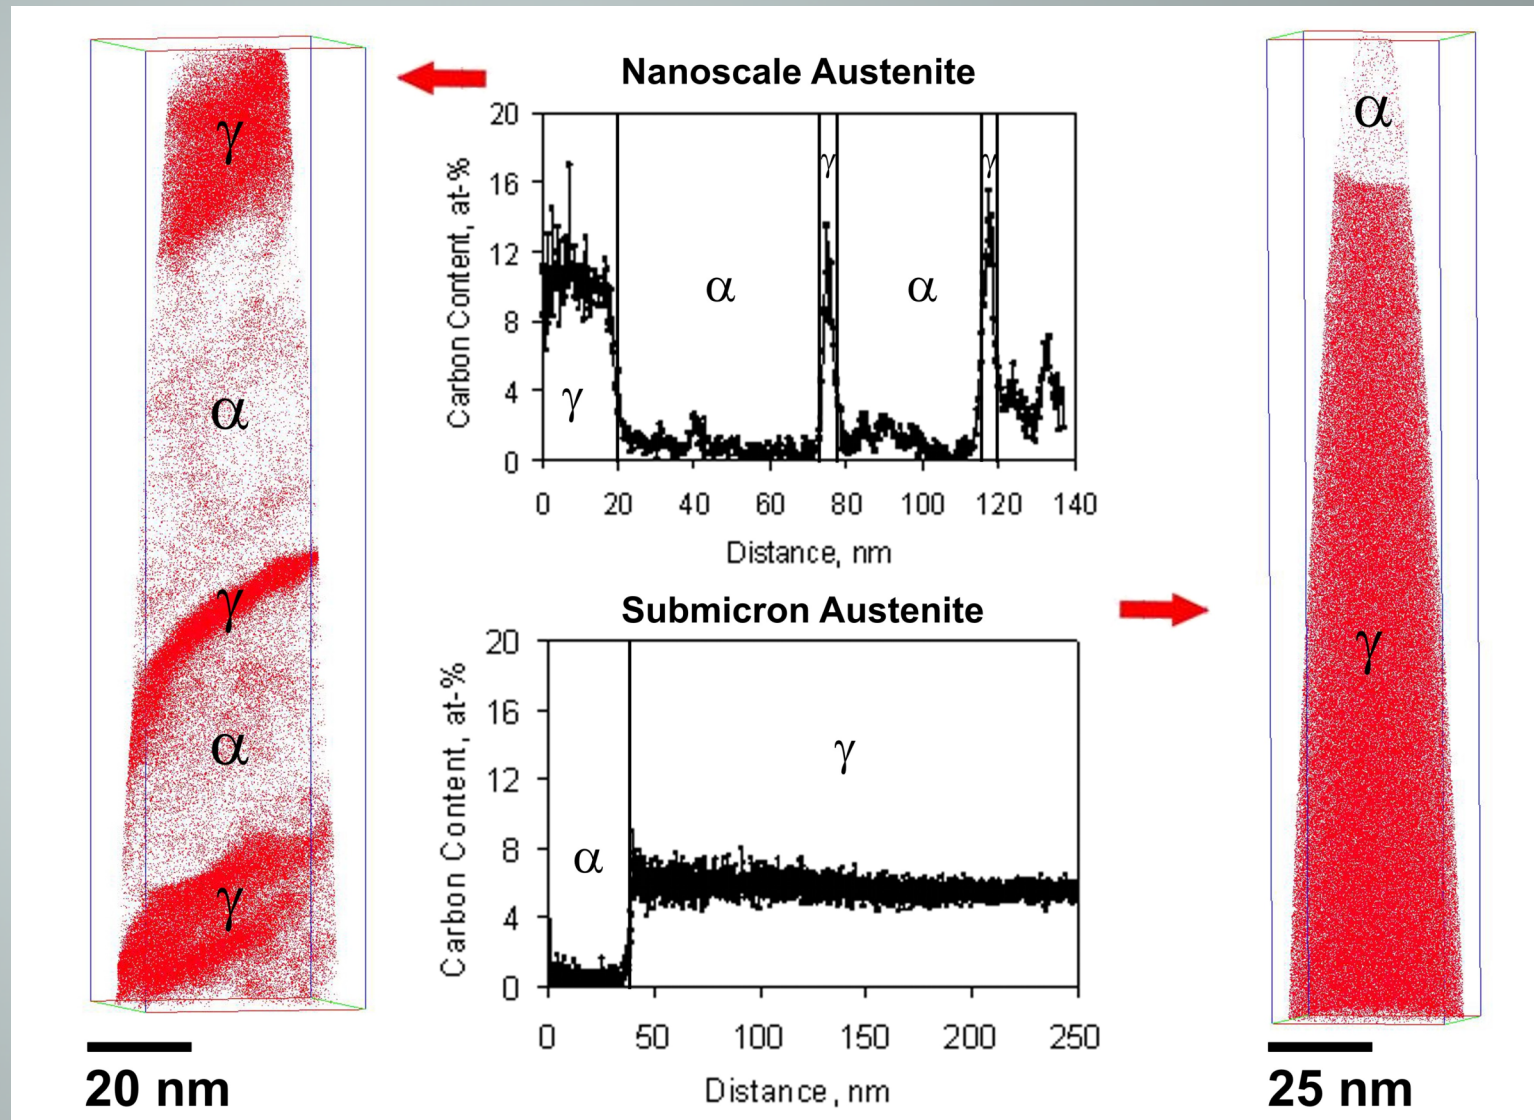 γ
α
γ
α
γ
20 nm
Nanoscale Austenite
Carbon Content, at-%
20
16
12
8
4
0
γ
α
γ
α
γ
0 20 40 60 80 100 120 140
Distance, nm
Submicron Austenite
Carbon Content, at-%
20
16
12
8
4
0
α
γ
0 50 100 150 200 250
Distance, nm
α
γ
25 nm